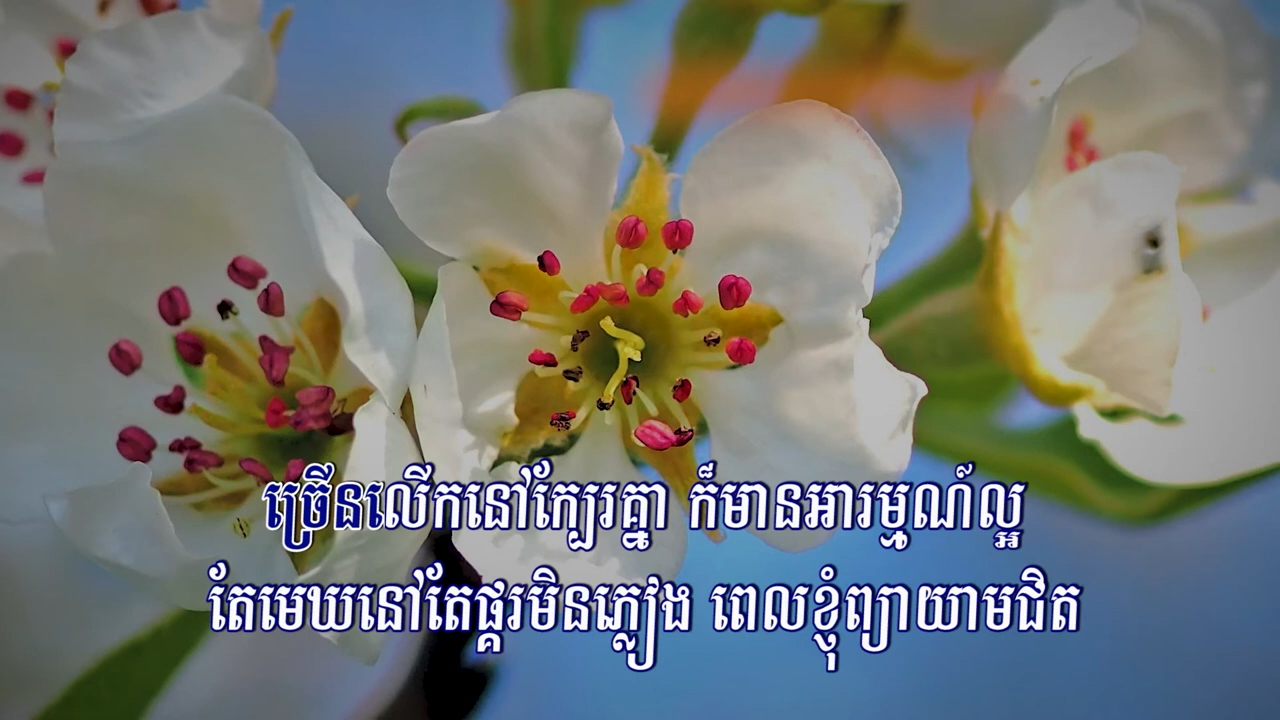 ច្រើនលើកនៅក្បែរគ្នា ក៏មានអារម្មណ៍ល្អ
តែមេឃនៅតែផ្គរមិនភ្លៀង ពេលខ្ញុំព្យាយាមជិត